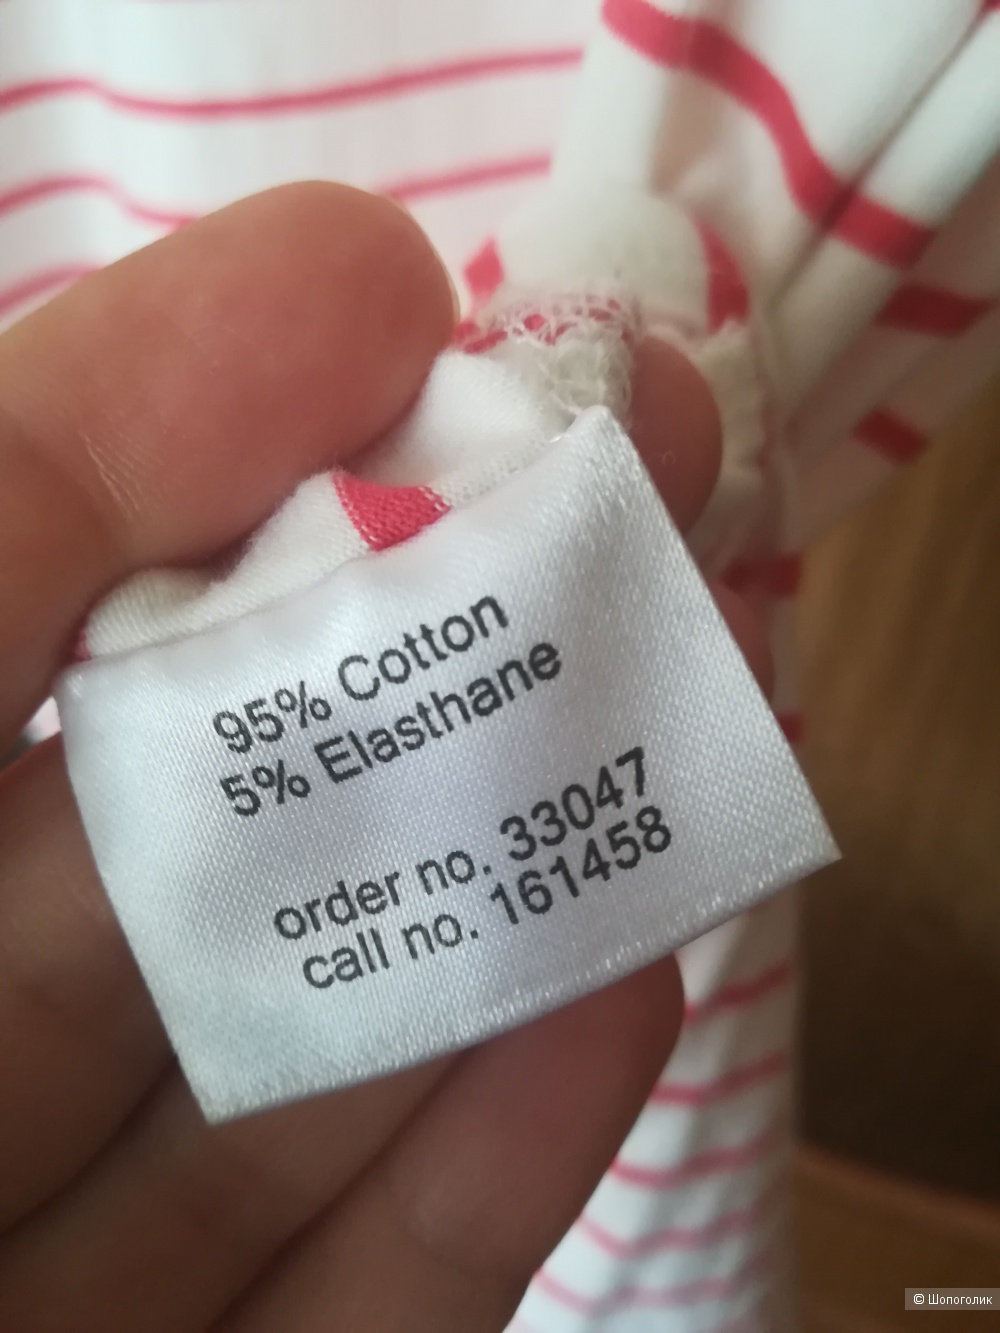 95% Cotton
5% Elasthane
order no. 33047
call no. 161458
© Шопоголик